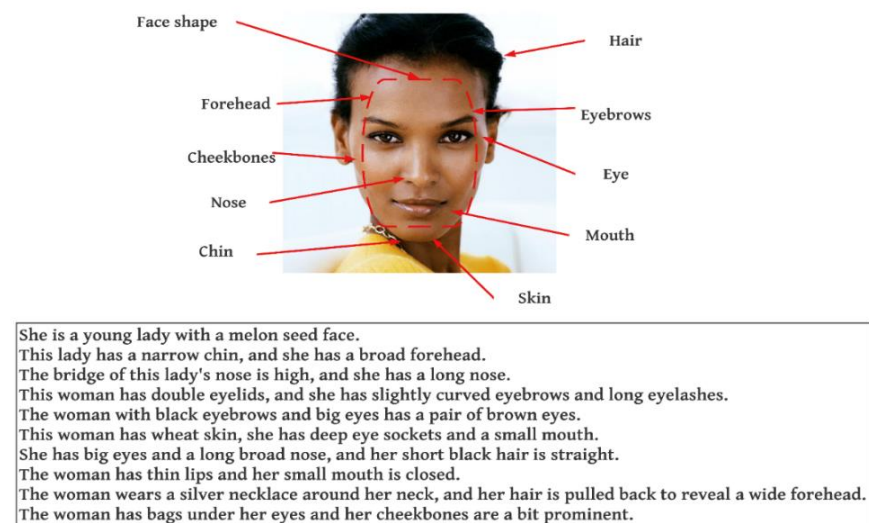 Face shape
Hair
Forehead
Eyebrows
Cheekbones
Eye
Nose
Mouth
Chin
Skin
She is a young lady with a melon seed face.
This lady has a narrow chin, and she has a broad forehead.
The bridge of this lady's nose is high, and she has a long nose.
This woman has double eyelids, and she has slightly curved eyebrows and long eyelashes.
The woman with black eyebrows and big eyes has a pair of brown eyes.
This woman has wheat skin, she has deep eye sockets and a small mouth.
She has big eyes and a long broad nose, and her short black hair is straight.
The woman has thin lips and her small mouth is closed.
The woman wears a silver necklace around her neck, and her hair is pulled back to reveal a wide forehead.
The woman has bags under her eyes and her cheekbones are a bit prominent.